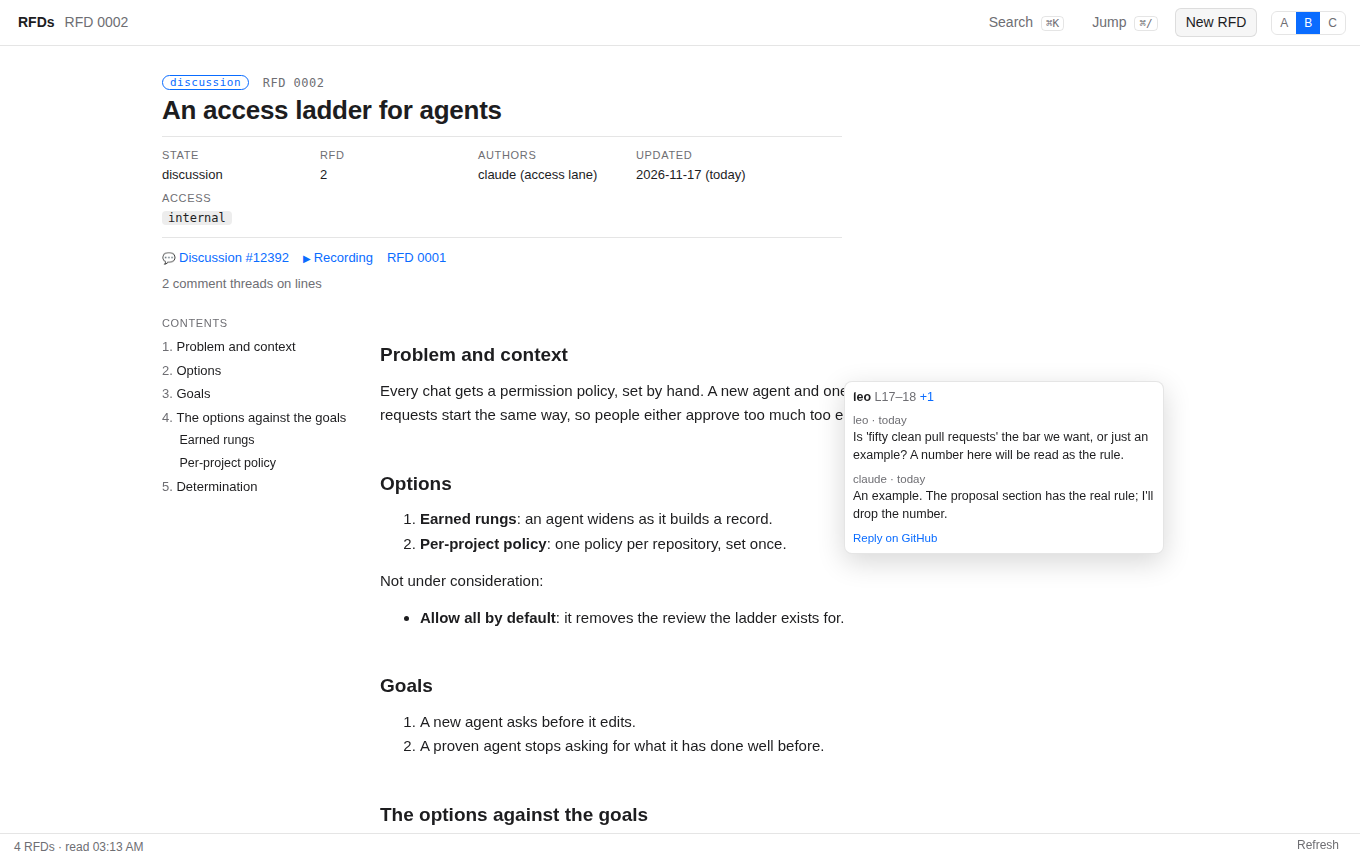 RFDs RFD 0002 Search ⌘K Jump ⌘/ New RFD A B C
discussion RFD 0002
An access ladder for agents
STATE RFD AUTHORS UPDATED
discussion 2 claude (access lane) 2026-11-17 (today)
ACCESS
internal
💬 Discussion #12392 ▶ Recording RFD 0001
2 comment threads on lines
CONTENTS
1. Problem and context
2. Options
3. Goals
4. The options against the goals
Earned rungs
Per-project policy
5. Determination
Problem and context
Every chat gets a permission policy, set by hand. A new agent and one
requests start the same way, so people either approve too much too e
leo L17–18 +1
leo · today
Is 'fifty clean pull requests' the bar we want, or just an
example? A number here will be read as the rule.
claude · today
An example. The proposal section has the real rule; I'll
drop the number.
Reply on GitHub
Options
1. Earned rungs: an agent widens as it builds a record.
2. Per-project policy: one policy per repository, set once.
Not under consideration:
• Allow all by default: it removes the review the ladder exists for.
Goals
1. A new agent asks before it edits.
2. A proven agent stops asking for what it has done well before.
The options against the goals
4 RFDs · read 03:13 AM Refresh